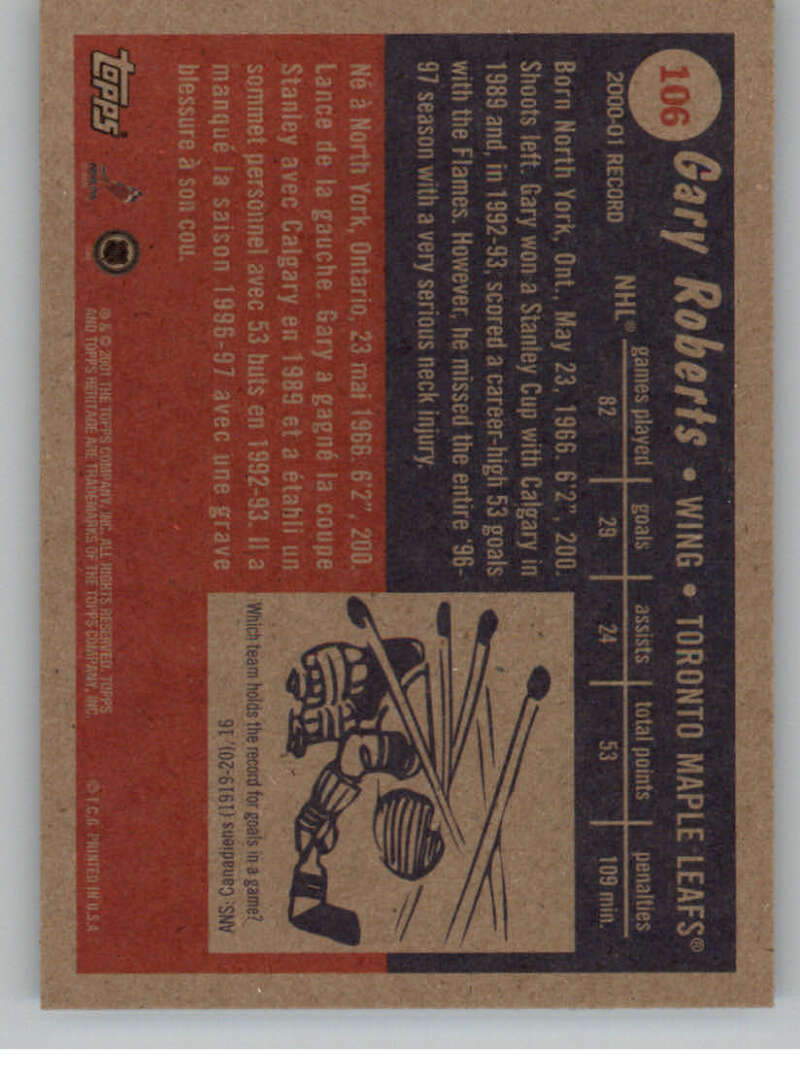 106
Gary Roberts • WING • TORONTO MAPLE LEAFS®
2000-01 RECORD
games played goals assists total points penalties
NHL® 82 29 24 53 109 min.
Born North York, Ont., May 23, 1966. 6'2", 200.
Shoots left. Gary won a Stanley Cup with Calgary in
1989 and, in 1992-93, scored a career-high 53 goals
with the Flames. However, he missed the entire '96-
97 season with a very serious neck injury.
Né à North York, Ontario, 23 mai 1966. 6'2", 200.
Lance de la gauche. Gary a gagné la coupe
Stanley avec Calgary en 1989 et a établi un
sommet personnel avec 53 buts en 1992-93. Il a
manqué la saison 1996-97 avec une grave
blessure à son cou.
Which team holds the record for goals in a game?
ANS: Canadiens (1919-20), 16
topps®
® & © 2001 THE TOPPS COMPANY, INC. ALL RIGHTS RESERVED. TOPPS
AND TOPPS HERITAGE ARE TRADEMARKS OF THE TOPPS COMPANY, INC.
© T.C.G. PRINTED IN U.S.A.